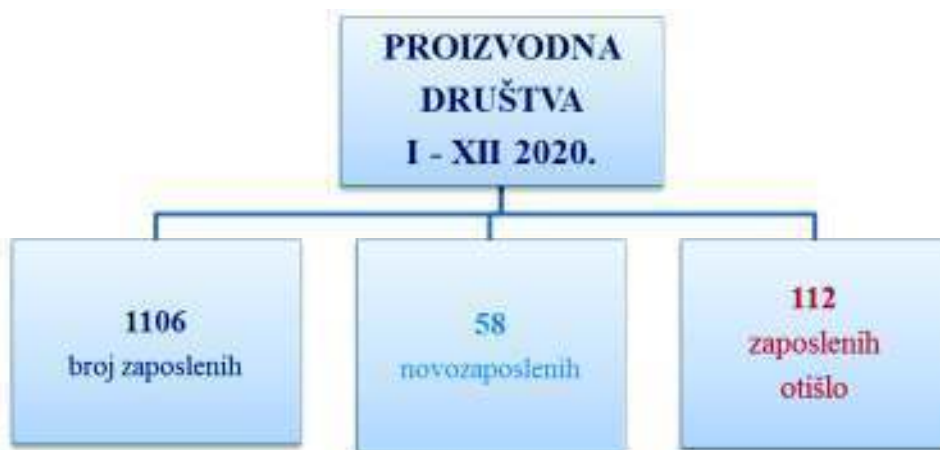 PROIZVODNA
DRUŠTVA
I - XII 2020.
1106
broj zaposlenih
58
novozaposlenih
112
zaposlenih
otišlo